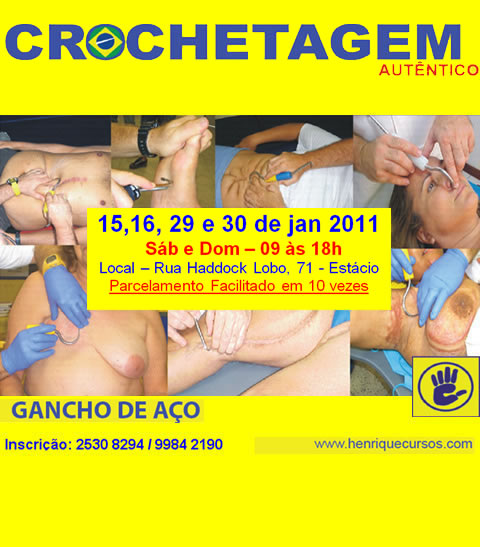 CROCHETAGEM
AUTÊNTICO
15,16, 29 e 30 de jan 2011
Sáb e Dom – 09 às 18h
Local – Rua Haddock Lobo, 71 - Estácio
Parcelamento Facilitado em 10 vezes
GANCHO DE AÇO
Inscrição: 2530 8294 / 9984 2190
www.henriquecursos.com